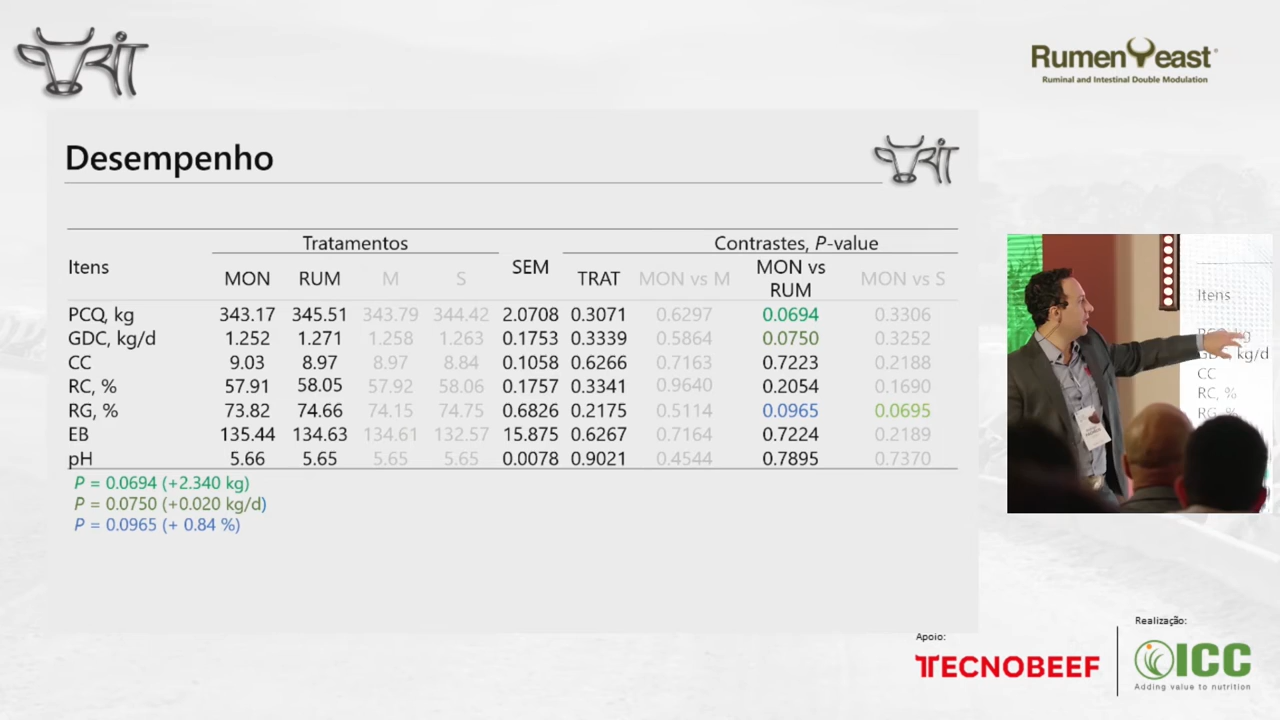 RIT
RumenYeast®
Ruminal and Intestinal Double Modulation
Desempenho
RIT
Tratamentos Contrastes, P-value
Itens MON RUM M S SEM TRAT MON vs M MON vs RUM MON vs S
PCQ, kg 343.17 345.51 343.79 344.42 2.0708 0.3071 0.6297 0.0694 0.3306
GDC, kg/d 1.252 1.271 1.258 1.263 0.1753 0.3339 0.5864 0.0750 0.3252
CC 9.03 8.97 8.97 8.84 0.1058 0.6266 0.7163 0.7223 0.2188
RC, % 57.91 58.05 57.92 58.06 0.1757 0.3341 0.9640 0.2054 0.1690
RG, % 73.82 74.66 74.15 74.75 0.6826 0.2175 0.5114 0.0965 0.0695
EB 135.44 134.63 134.61 132.57 15.875 0.6267 0.7164 0.7224 0.2189
pH 5.66 5.65 5.65 5.65 0.0078 0.9021 0.4544 0.7895 0.7370
P = 0.0694 (+2.340 kg)
P = 0.0750 (+0.020 kg/d)
P = 0.0965 (+ 0.84 %)
Itens
kg
GDC, kg/d
CC
RC, %
RG, %
Apoio:
TECNOBEEF
Realização:
ICC
Adding value to nutrition